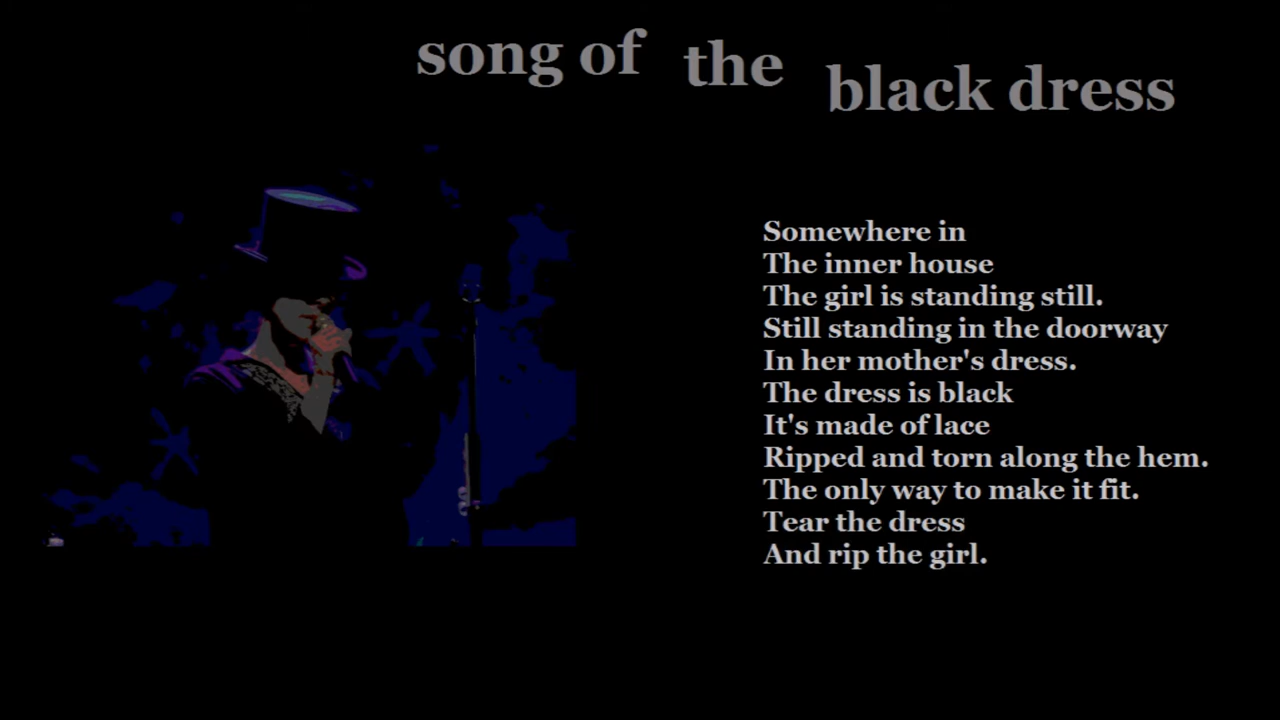 song of the black dress
Somewhere in
The inner house
The girl is standing still.
Still standing in the doorway
In her mother's dress.
The dress is black
It's made of lace
Ripped and torn along the hem.
The only way to make it fit.
Tear the dress
And rip the girl.